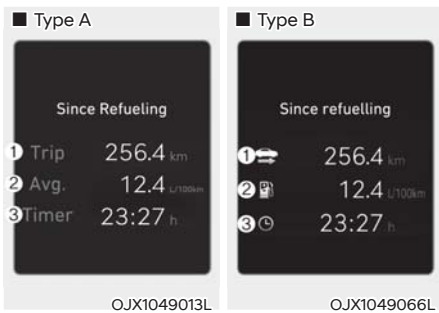 ■ Type A
Since Refueling
① Trip 256.4 km
② Avg. 12.4 L/100km
③ Timer 23:27 h
OJX1049013L
■ Type B
Since refuelling
① 256.4 km
② 12.4 L/100km
③ 23:27 h
OJX1049066L